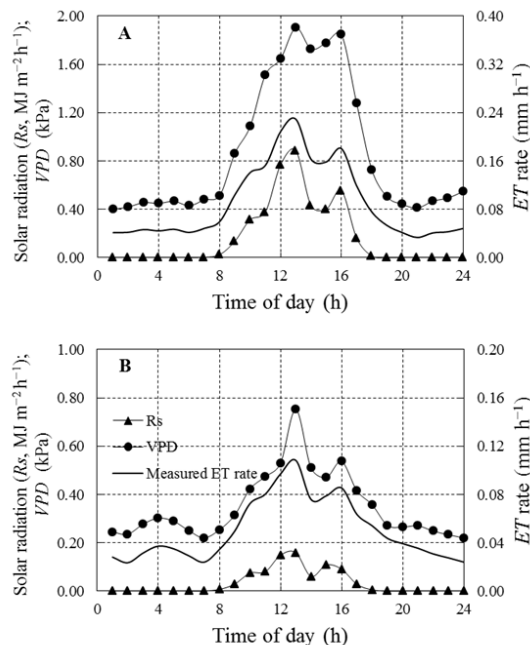 A
Solar radiation (Rs, MJ m⁻² h⁻¹);
VPD (kPa)
2.00
1.60
1.20
0.80
0.40
0.00
0.40
0.32
0.24
0.16
0.08
0.00
ET rate (mm h⁻¹)
0 4 8 12 16 20 24
Time of day (h)
B
Solar radiation (Rs, MJ m⁻² h⁻¹);
VPD (kPa)
1.00
0.80
0.60
0.40
0.20
0.00
Rs
VPD
Measured ET rate
0.20
0.16
0.12
0.08
0.04
0.00
ET rate (mm h⁻¹)
0 4 8 12 16 20 24
Time of day (h)